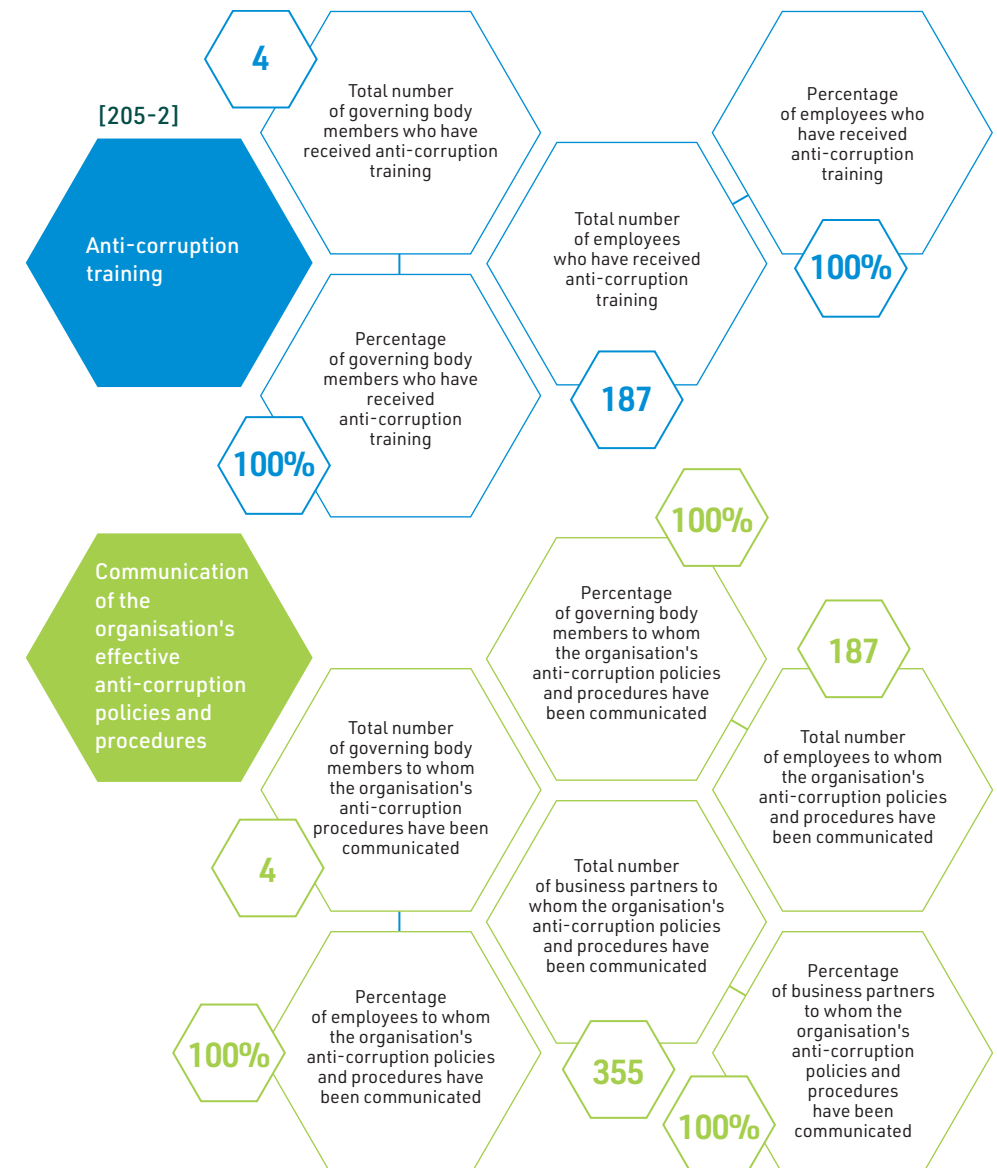 [205-2]
Anti-corruption
training
4
Total number
of governing body
members who have
received anti-corruption
training
Percentage
of governing body
members who have
received
anti-corruption
training
100%
Total number
of employees
who have received
anti-corruption
training
187
Percentage
of employees who
have received
anti-corruption
training
100%
Communication
of the
organisation's
effective
anti-corruption
policies and
procedures
Total number
of governing body
members to whom
the organisation's
anti-corruption
procedures have been
communicated
4
100%
Percentage
of governing body
members to whom
the organisation's
anti-corruption policies
and procedures have
been communicated
187
Total number
of employees to whom
the organisation's
anti-corruption policies
and procedures have
been communicated
Percentage
of employees to whom
the organisation's
anti-corruption policies
and procedures have
been communicated
100%
Total number
of business partners to
whom the organisation's
anti-corruption policies
and procedures have
been communicated
355
Percentage
of business partners
to whom the
organisation's
anti-corruption
policies and
procedures
have been
communicated
100%